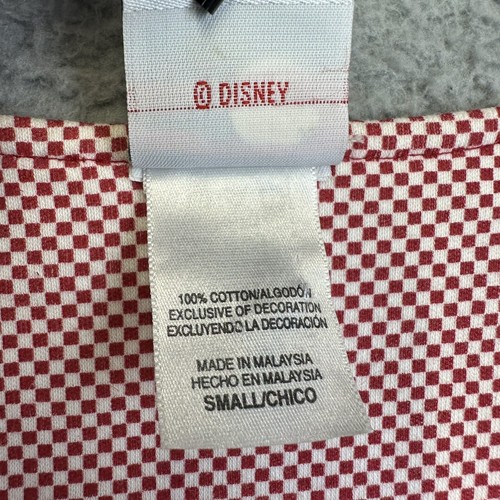 © DISNEY
100% COTTON/ALGODÓN
EXCLUSIVE OF DECORATION
EXCLUYENDO LA DECORACIÓN
MADE IN MALAYSIA
HECHO EN MALAYSIA
SMALL/CHICO